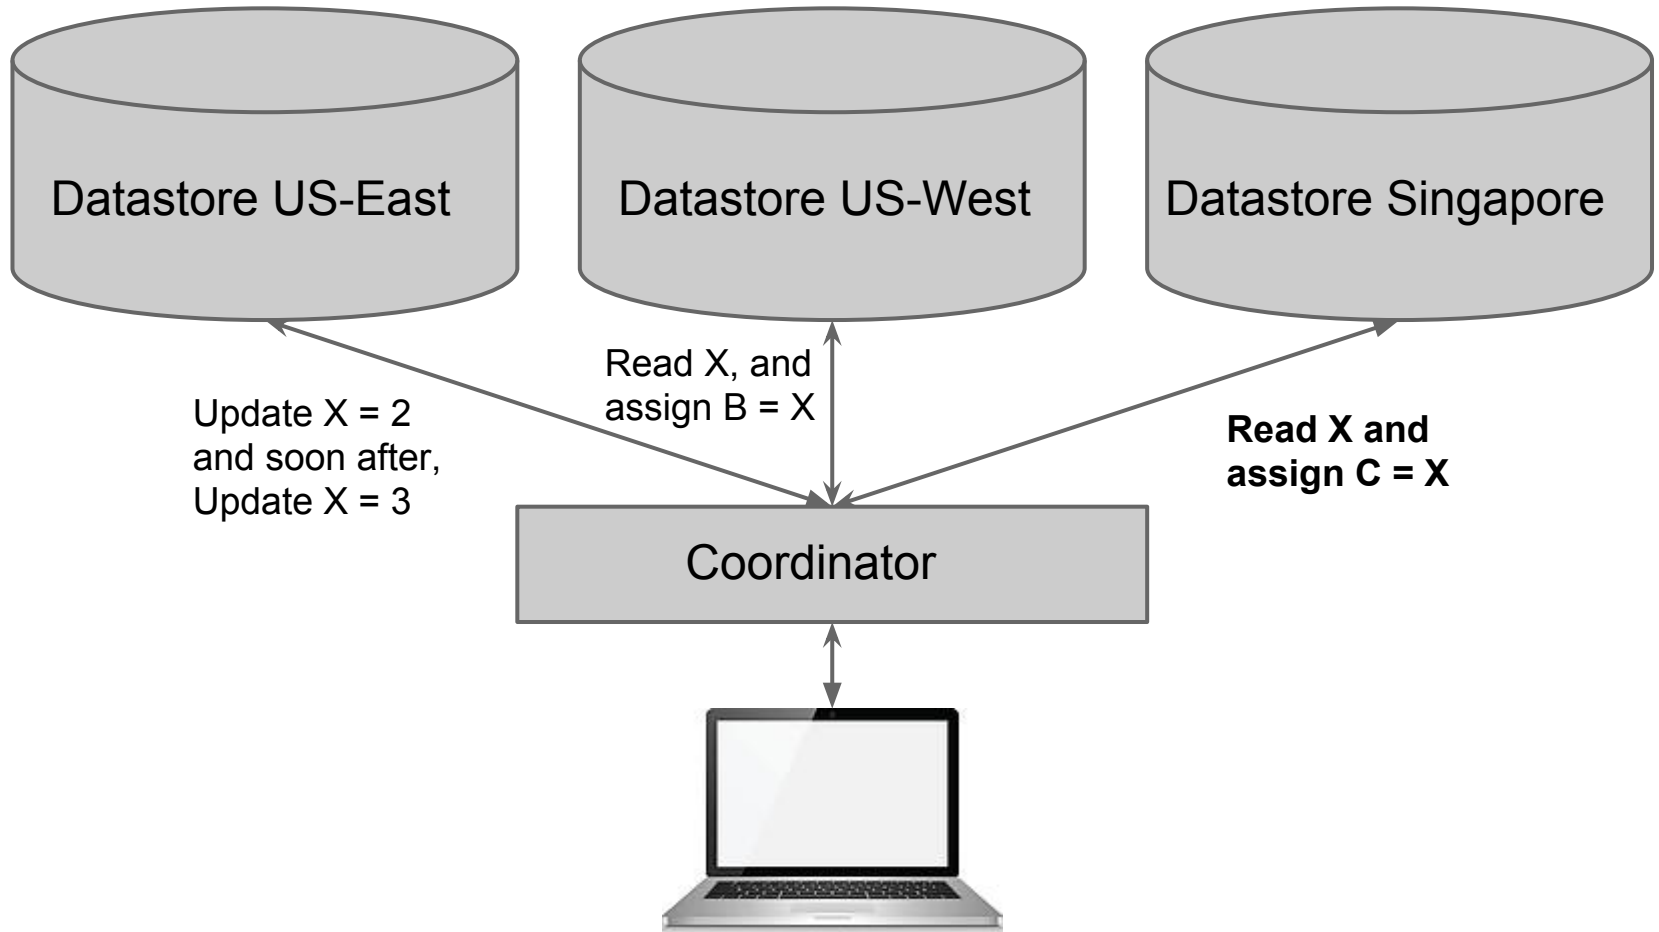 Datastore US-East
Datastore US-West
Datastore Singapore
Update X = 2
and soon after,
Update X = 3
Read X, and
assign B = X
Read X and
assign C = X
Coordinator